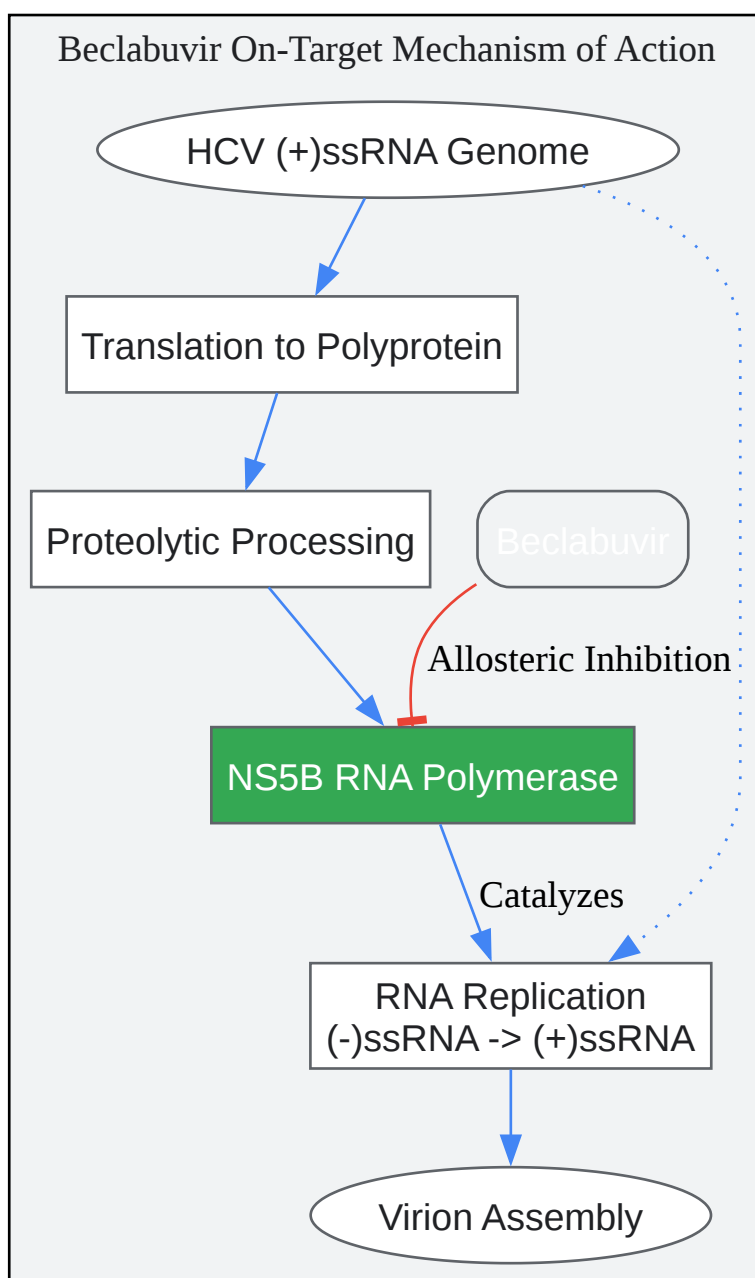 Beclabuvir On-Target Mechanism of Action
HCV (+)ssRNA Genome
Translation to Polyprotein
Proteolytic Processing
Beclabuvir
Allosteric Inhibition
NS5B RNA Polymerase
Catalyzes
RNA Replication
(-)ssRNA -> (+)ssRNA
Virion Assembly